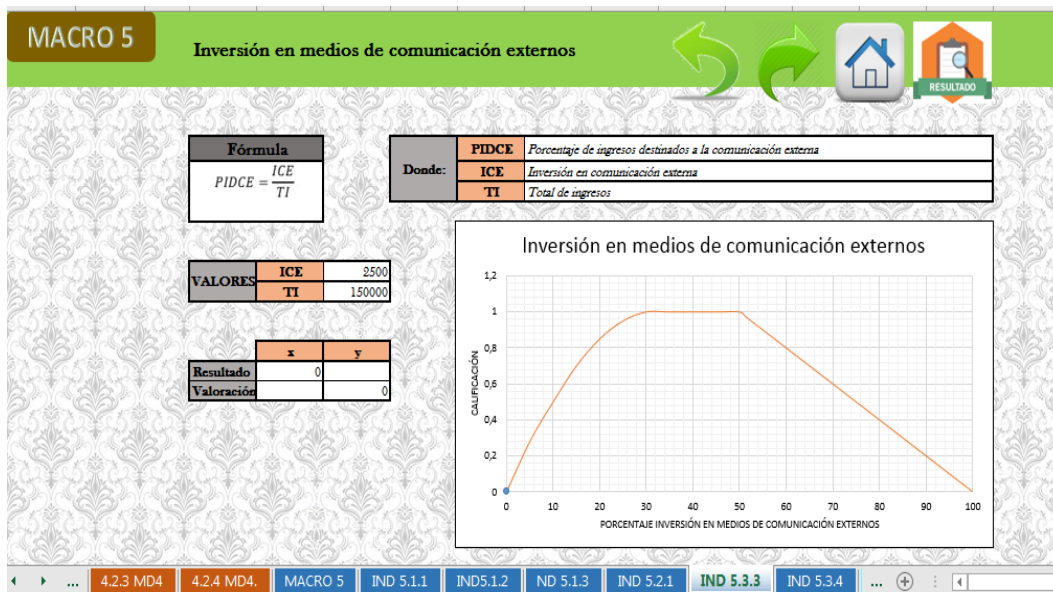 MACRO 5
Inversión en medios de comunicación externos
RESULTADO
Fórmula
PIDCE = ICE / TI
Donde:
PIDCE Porcentaje de ingresos destinados a la comunicación externa
ICE Inversión en comunicación externa
TI Total de ingresos
VALORES
ICE 2500
TI 150000
x y
Resultado 0
Valoración 0
Inversión en medios de comunicación externos
CALIFICACIÓN
1,2
1
0,8
0,6
0,4
0,2
0
0 10 20 30 40 50 60 70 80 90 100
PORCENTAJE INVERSIÓN EN MEDIOS DE COMUNICACIÓN EXTERNOS
... 4.2.3 MD4 4.2.4 MD4. MACRO 5 IND 5.1.1 IND5.1.2 ND 5.1.3 IND 5.2.1 IND 5.3.3 IND 5.3.4 ...